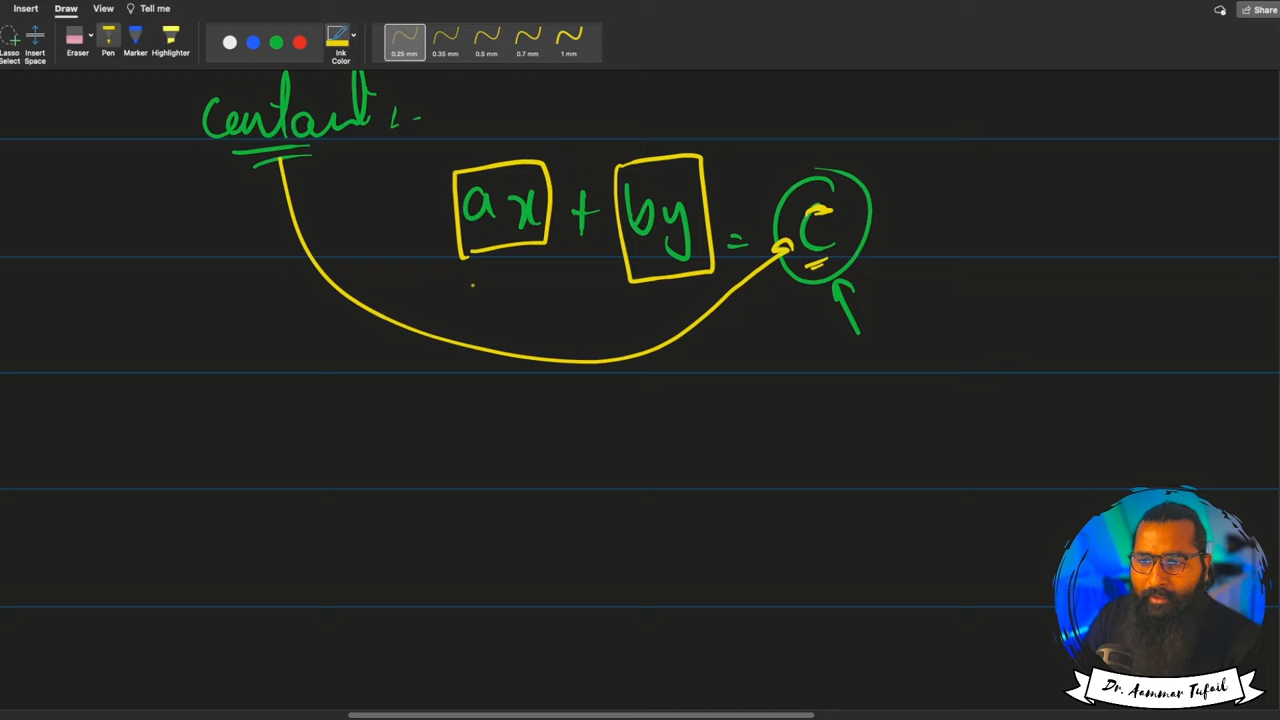 Insert Draw View Tell me Share
Lasso Select Insert Space Eraser Pen Marker Highlighter Ink Color 0.25 mm 0.35 mm 0.5 mm 0.7 mm 1 mm
Contant :-
ax + by = c
Dr. Aammar Tufail